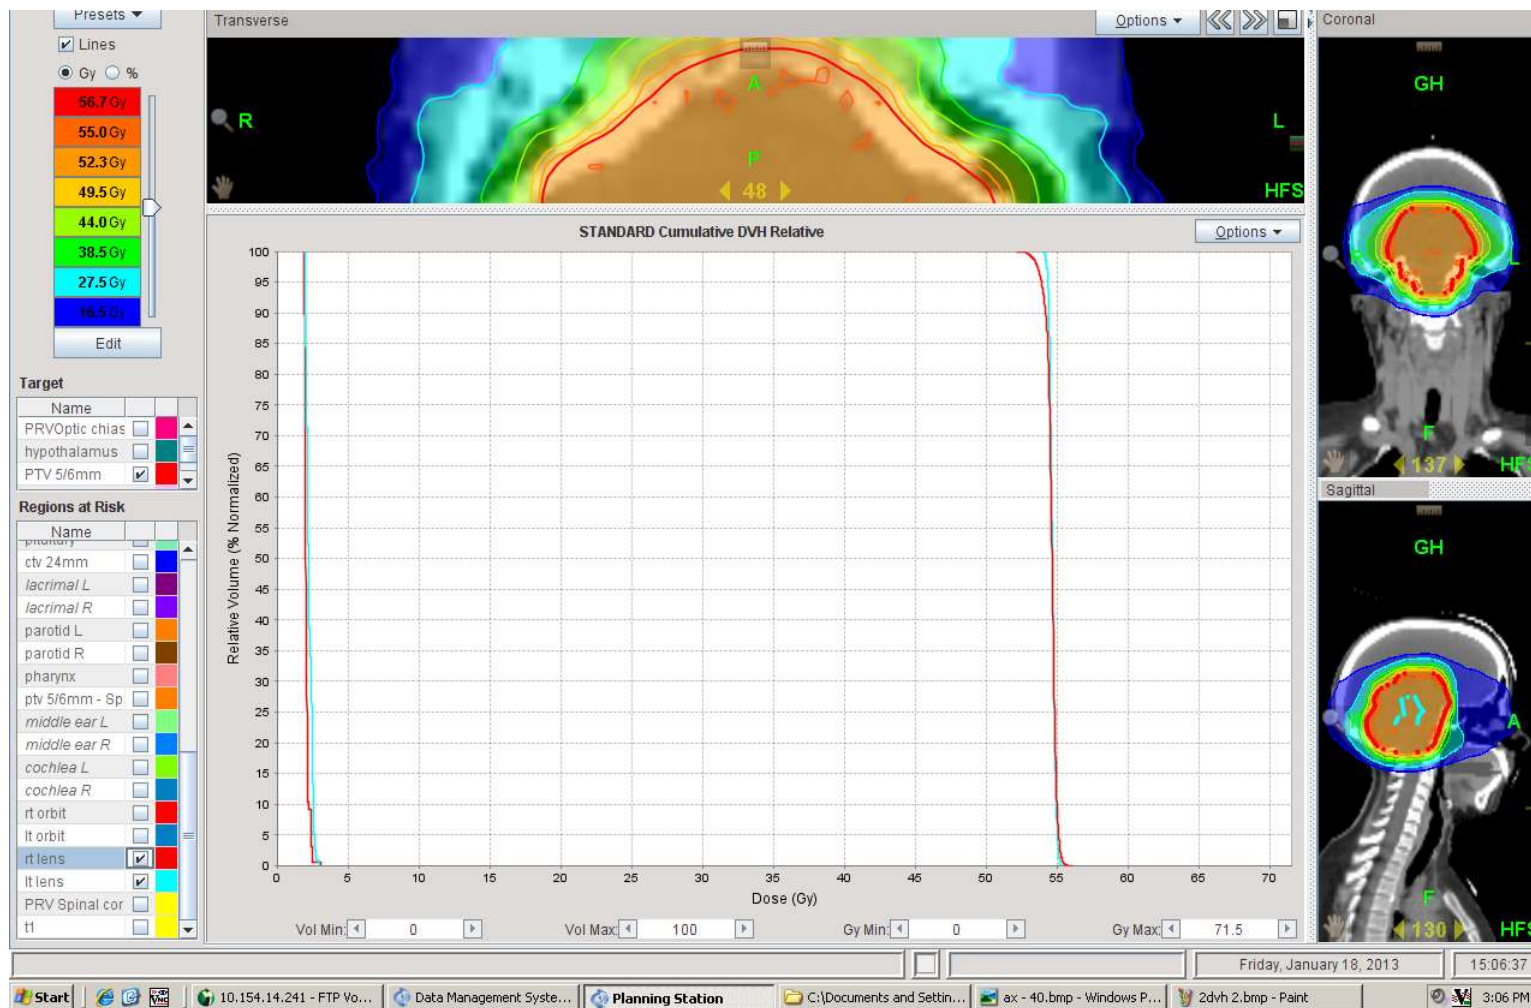 Presets
Transverse
Options
Coronal
Lines
Gy %
56.7 Gy
55.0 Gy
52.3 Gy
49.5 Gy
44.0 Gy
38.5 Gy
27.5 Gy
16.5 Gy
Edit
R
A
P
48
L
HFS
GH
L
F
137
HFS
Target
Name
PRVOptic chias
hypothalamus
PTV 5/6mm
Regions at Risk
Name
pituitary
ctv 24mm
lacrimal L
lacrimal R
parotid L
parotid R
pharynx
ptv 5/6mm - Sp
middle ear L
middle ear R
cochlea L
cochlea R
rt orbit
lt orbit
rt lens
lt lens
PRV Spinal cor
t1
STANDARD Cumulative DVH Relative
Options
Relative Volume (% Normalized)
100
95
90
85
80
75
70
65
60
55
50
45
40
35
30
25
20
15
10
5
0
0 5 10 15 20 25 30 35 40 45 50 55 60 65 70
Dose (Gy)
Vol Min: 0 Vol Max: 100 Gy Min: 0 Gy Max: 71.5
Sagittal
GH
A
F
130
HFS
Friday, January 18, 2013 15:06:37
Start 10.154.14.241 - FTP Vo... Data Management Syste... Planning Station C:\Documents and Settin... ax - 40.bmp - Windows P... 2dvh 2.bmp - Paint 3:06 PM